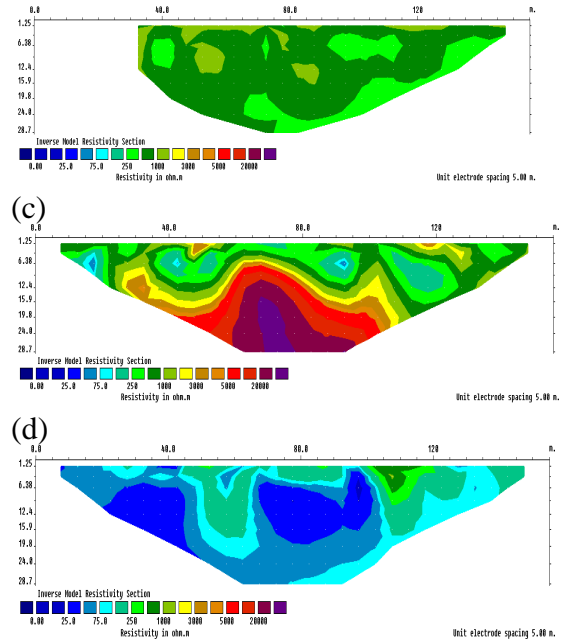 0.0 40.0 80.0 120 m.
1.25
6.38
12.4
15.9
24.0
28.7
Inverse Model Resistivity Section
0.00 25.0 75.0 250 1000 3000 5000 20000
Resistivity in ohm.m Unit electrode spacing 5.00 m.
(c)
0.0 40.0 80.0 120 m.
1.25
6.38
12.4
15.9
24.0
28.7
Inverse Model Resistivity Section
0.00 25.0 75.0 250 1000 3000 5000 20000
Resistivity in ohm.m Unit electrode spacing 5.00 m.
(d)
0.0 40.0 80.0 120 m.
1.25
6.38
12.4
15.9
24.0
28.7
Inverse Model Resistivity Section
0.00 25.0 75.0 250 1000 3000 5000 20000
Resistivity in ohm.m Unit electrode spacing 5.00 m.